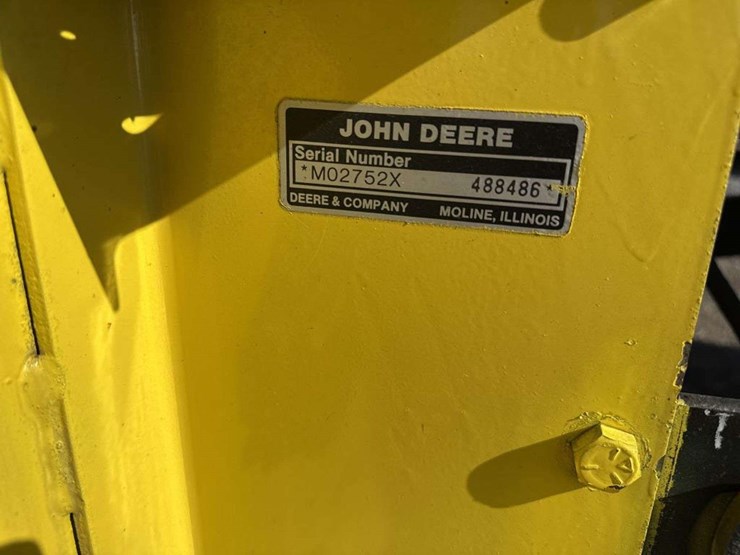 JOHN DEERE
Serial Number
*M02752X 488486*
DEERE & COMPANY MOLINE, ILLINOIS